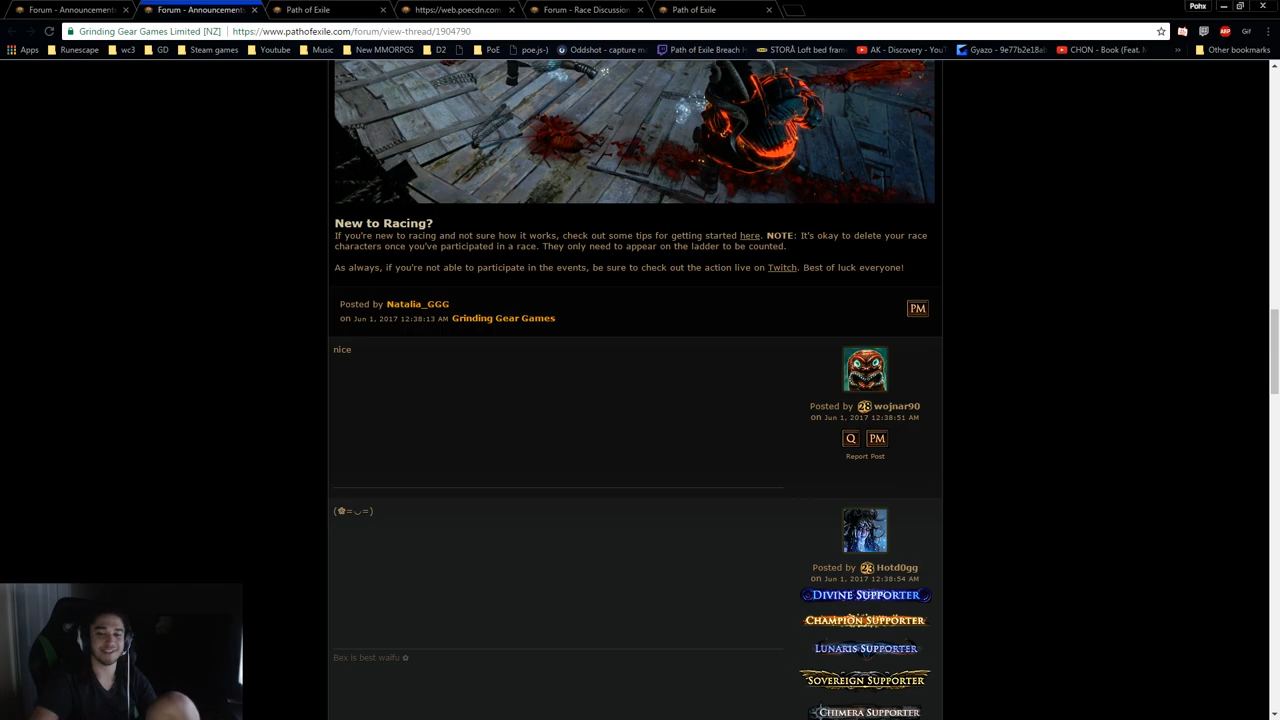 Forum - Announcements
Forum - Announcements
Path of Exile
https://web.poecdn.com
Forum - Race Discussion
Path of Exile
Pohx
Grinding Gear Games Limited [NZ] https://www.pathofexile.com/forum/view-thread/1904790
ABP
Gif
Apps Runescape wc3 GD Steam games Youtube Music New MMORPGS D2 PoE poe.js-) Oddshot - capture m Path of Exile Breach H STORÅ Loft bed fram AK - Discovery - You Gyazo - 9e77b2e18ab CHON - Book (Feat. M » Other bookmarks
New to Racing?
If you're new to racing and not sure how it works, check out some tips for getting started here. NOTE: It's okay to delete your race
characters once you've participated in a race. They only need to appear on the ladder to be counted.
As always, if you're not able to participate in the events, be sure to check out the action live on Twitch. Best of luck everyone!
Posted by Natalia_GGG
on Jun 1, 2017 12:38:13 AM Grinding Gear Games
PM
nice
Posted by 28 wojnar90
on Jun 1, 2017 12:38:51 AM
Q PM
Report Post
(✿=◡=)
Posted by 23 Hotd0gg
on Jun 1, 2017 12:38:54 AM
DIVINE SUPPORTER
CHAMPION SUPPORTER
LUNARIS SUPPORTER
SOVEREIGN SUPPORTER
CHIMERA SUPPORTER
Bex is best waifu ✿